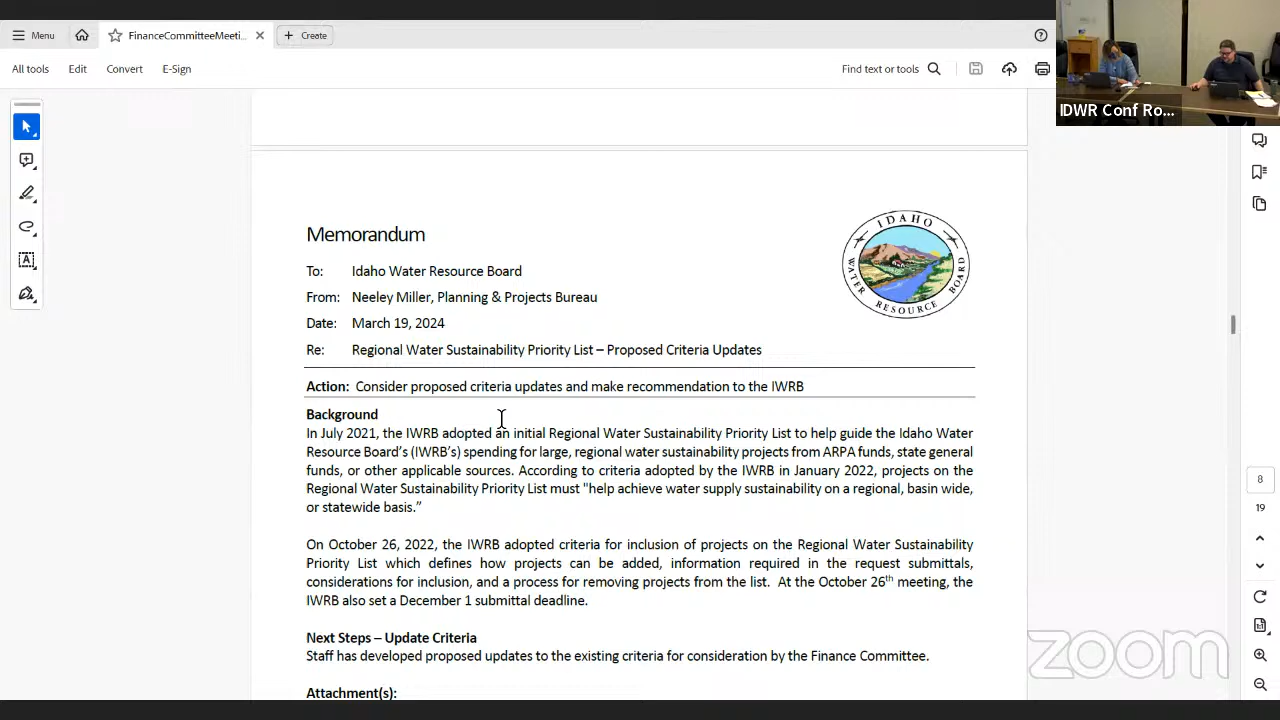 Menu
FinanceCommitteeMeeti...
Create
All tools
Edit
Convert
E-Sign
Find text or tools
IDWR Conf Ro...
Memorandum
IDAHO
WATER RESOURCE BOARD
To: Idaho Water Resource Board
From: Neeley Miller, Planning & Projects Bureau
Date: March 19, 2024
Re: Regional Water Sustainability Priority List – Proposed Criteria Updates
Action: Consider proposed criteria updates and make recommendation to the IWRB
Background
In July 2021, the IWRB adopted an initial Regional Water Sustainability Priority List to help guide the Idaho Water
Resource Board's (IWRB's) spending for large, regional water sustainability projects from ARPA funds, state general
funds, or other applicable sources. According to criteria adopted by the IWRB in January 2022, projects on the
Regional Water Sustainability Priority List must "help achieve water supply sustainability on a regional, basin wide,
or statewide basis."
On October 26, 2022, the IWRB adopted criteria for inclusion of projects on the Regional Water Sustainability
Priority List which defines how projects can be added, information required in the request submittals,
considerations for inclusion, and a process for removing projects from the list. At the October 26th meeting, the
IWRB also set a December 1 submittal deadline.
Next Steps – Update Criteria
Staff has developed proposed updates to the existing criteria for consideration by the Finance Committee.
Attachment(s):
8
19
zoom